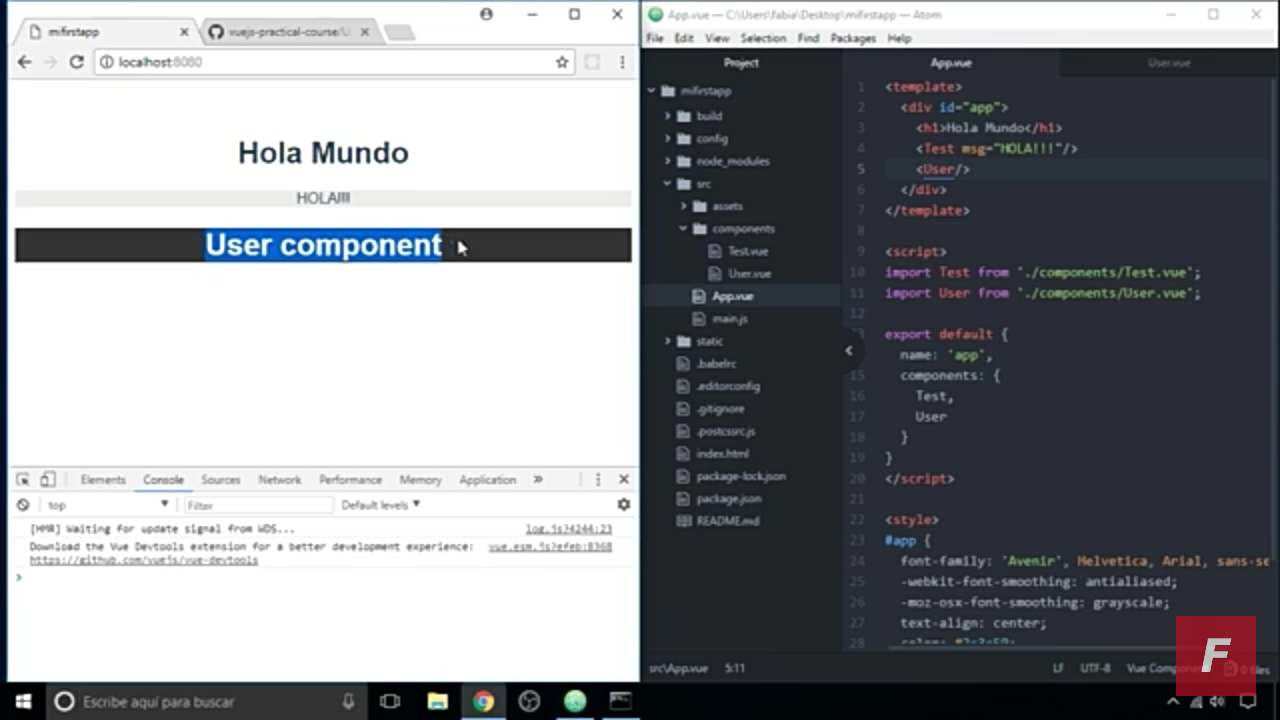 mifirstapp
vuejs-practical-course/
localhost:8080
Hola Mundo
HOLA!!!
User component
Elements Console Sources Network Performance Memory Application »
top Filter Default levels
[HMR] Waiting for update signal from WDS... log.js?4244:23
Download the Vue Devtools extension for a better development experience: vue.esm.js?efeb:8368
https://github.com/vuejs/vue-devtools
App.vue — C:\Users\fabia\Desktop\mifirstapp — Atom
File Edit View Selection Find Packages Help
Project
mifirstapp
build
config
node_modules
src
assets
components
Test.vue
User.vue
App.vue
main.js
static
.babelrc
.editorconfig
.gitignore
.postcssrc.js
index.html
package-lock.json
package.json
README.md
App.vue User.vue
1 <template>
2 <div id="app">
3 <h1>Hola Mundo</h1>
4 <Test msg="HOLA!!!"/>
5 <User/>
6 </div>
7 </template>
8
9 <script>
10 import Test from './components/Test.vue';
11 import User from './components/User.vue';
12
export default {
name: 'app',
15 components: {
16 Test,
17 User
18 }
19 }
20 </script>
21
22 <style>
23 #app {
24 font-family: 'Avenir', Helvetica, Arial, sans-se
25 -webkit-font-smoothing: antialiased;
26 -moz-osx-font-smoothing: grayscale;
27 text-align: center;
28 color: #2c3e50;
src\App.vue 5:11 LF UTF-8 Vue Compon 0 files
F
Escribe aquí para buscar